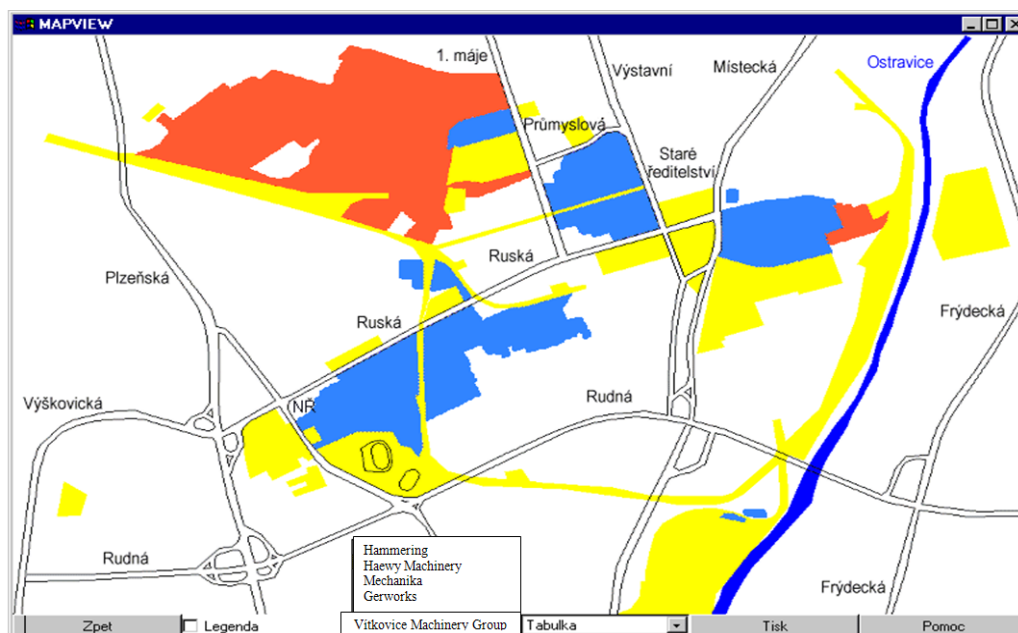 MAPVIEW
1. máje
Výstavní
Místecká
Ostravice
Průmyslová
Staré
ředitelství
Plzeňská
Ruská
Frýdecká
Ruská
Výškovická
NŘ
Rudná
Rudná
Frýdecká
Hammering
Haewy Machinery
Mechanika
Gerworks
Zpet
Legenda
Vitkovice Machinery Group
Tabulka
Tisk
Pomoc